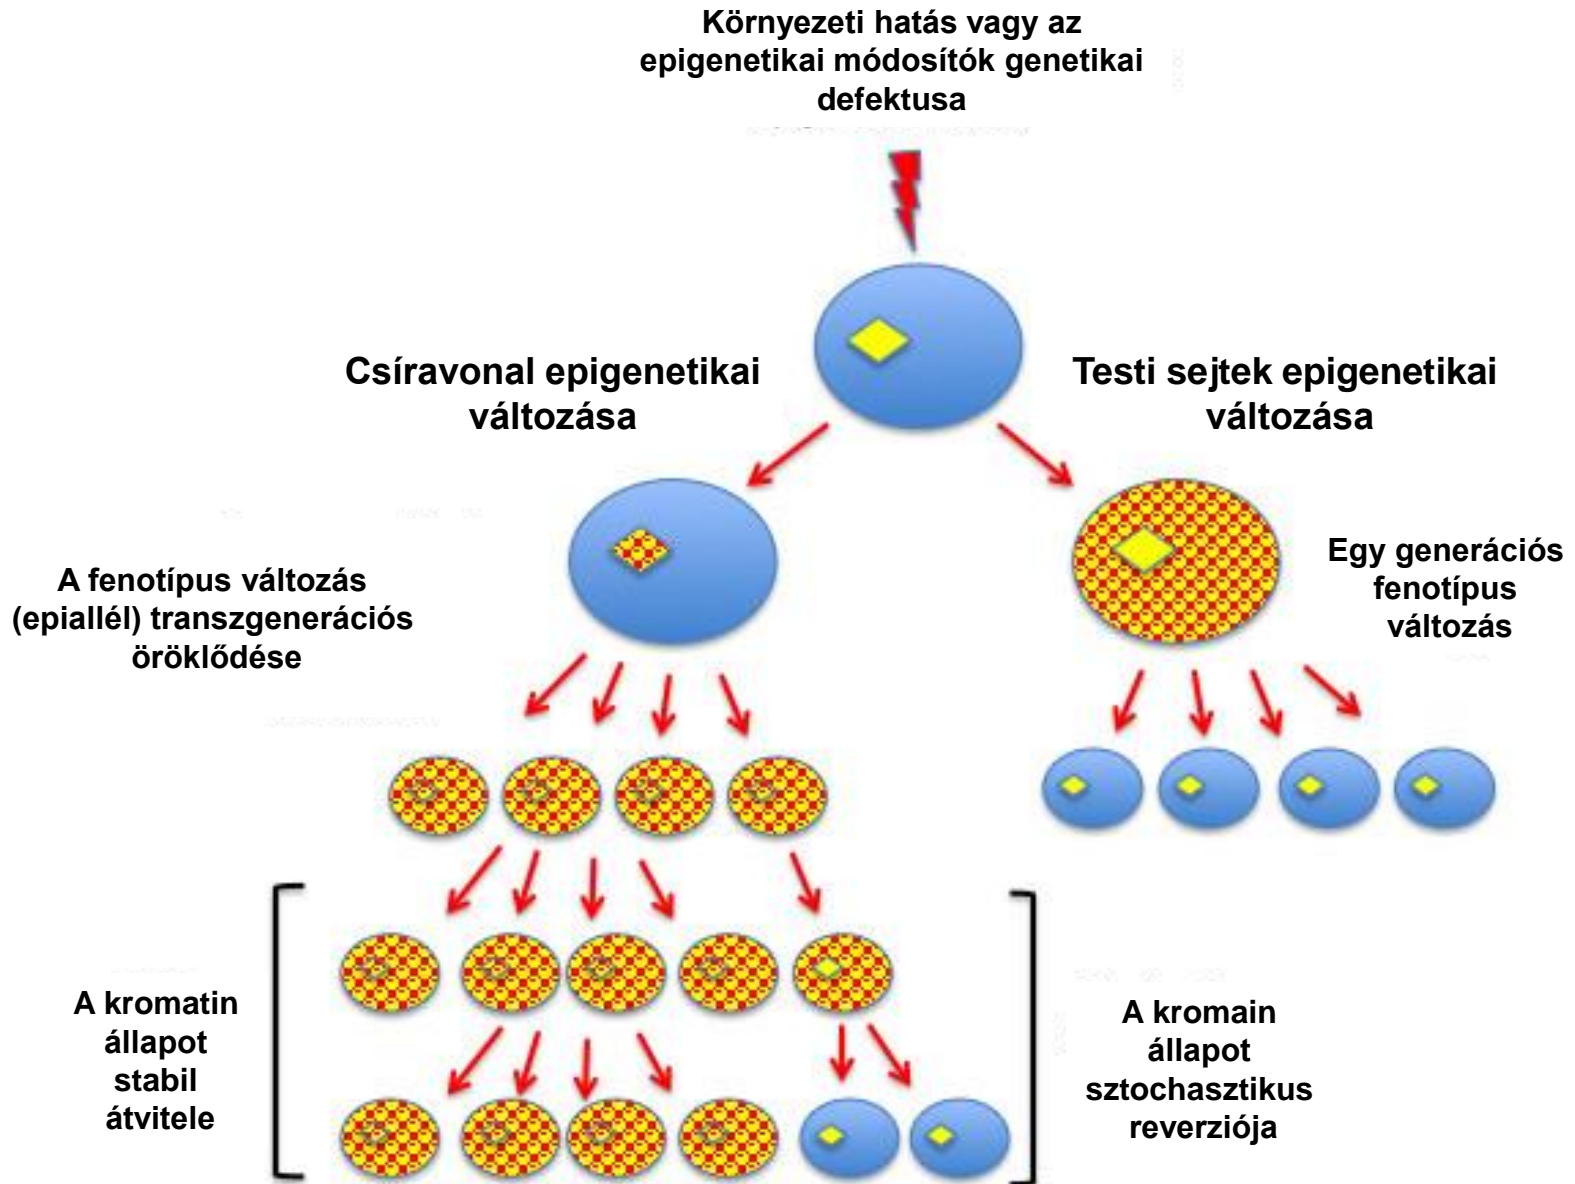 Környezeti hatás vagy az
epigenetikai módosítók genetikai
defektusa
Csíravonal epigenetikai
változása
Testi sejtek epigenetikai
változása
A fenotípus változás
(epiallél) transzgenerációs
öröklődése
Egy generációs
fenotípus
változás
A kromatin
állapot
stabil
átvitele
A kromain
állapot
sztochasztikus
reverziója